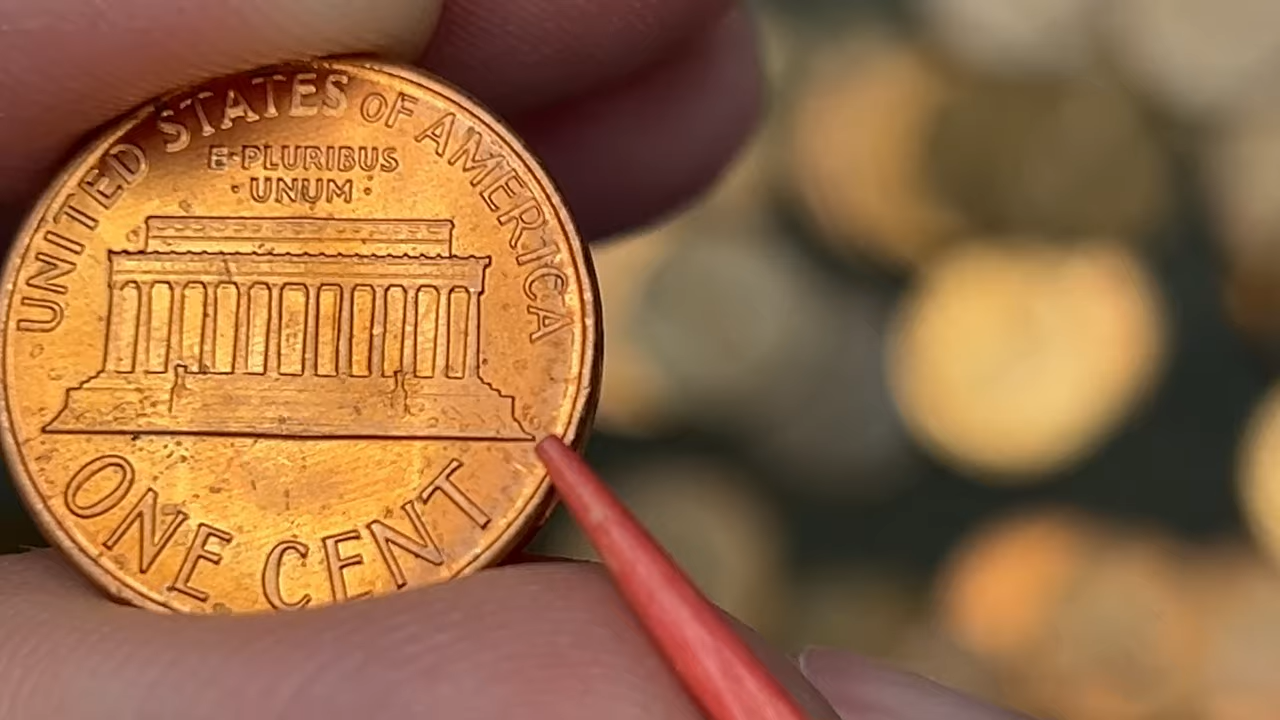 UNITED STATES OF AMERICA
E·PLURIBUS
·UNUM·
ONE CENT